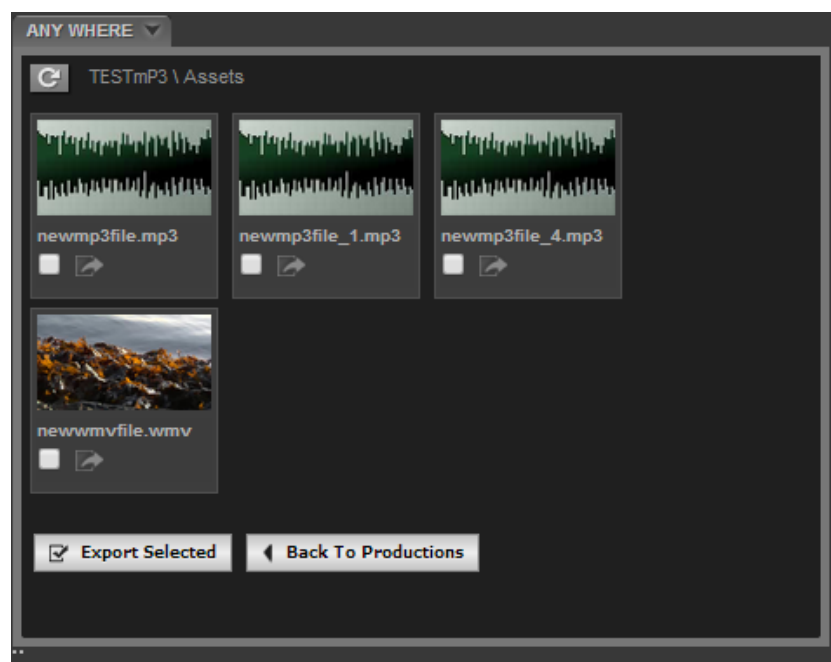 ANY WHERE
TESTmP3 \ Assets
newmp3file.mp3
newmp3file_1.mp3
newmp3file_4.mp3
newwmvfile.wmv
Export Selected
Back To Productions